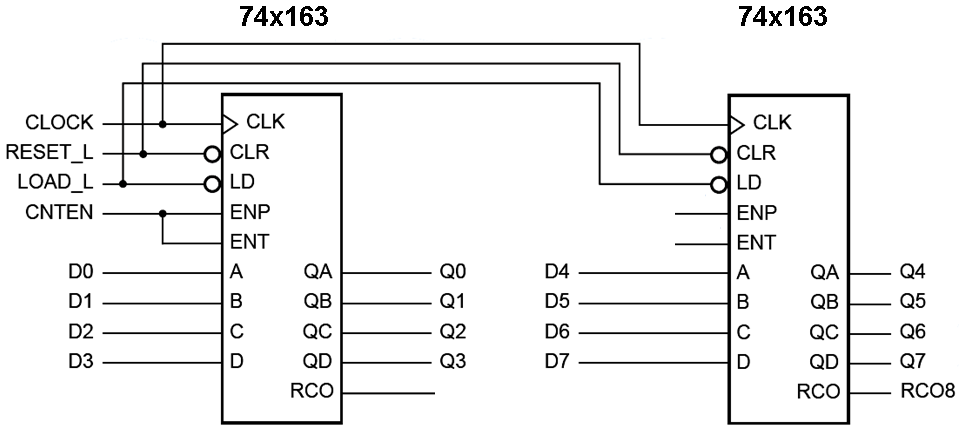 74x163 74x163
CLOCK CLK CLK
RESET_L CLR CLR
LOAD_L LD LD
CNTEN ENP ENP
ENT ENT
D0 A QA Q0 D4 A QA Q4
D1 B QB Q1 D5 B QB Q5
D2 C QC Q2 D6 C QC Q6
D3 D QD Q3 D7 D QD Q7
RCO RCO RCO8